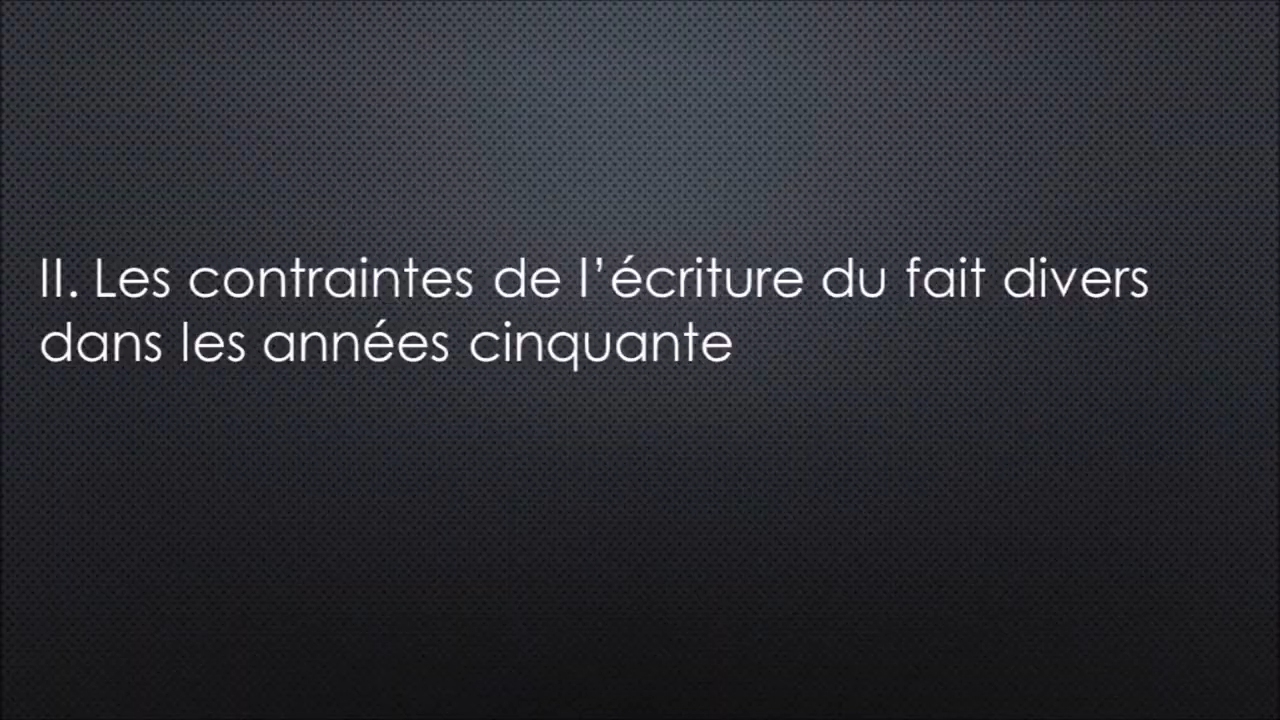 II. Les contraintes de l’écriture du fait divers
dans les années cinquante